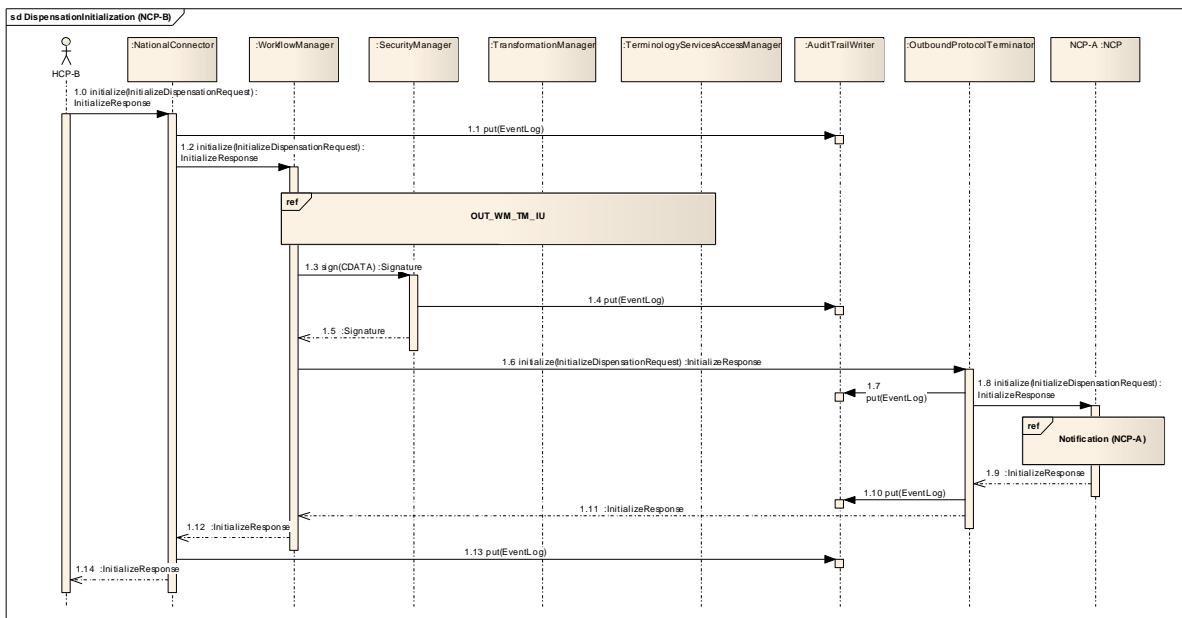 sd DispensationInitialization (NCP-B)
:NationalConnector
:WorkflowManager
:SecurityManager
:TransformationManager
:TerminologyServicesAccessManager
:AuditTrailWriter
:OutboundProtocolTerminator
NCP-A :NCP
HCP-B
1.0 initialize(InitializeDispensationRequest) :
InitializeResponse
1.1 put(EventLog)
1.2 initialize(InitializeDispensationRequest) :
InitializeResponse
ref
OUT_WM_TM_IU
1.3 sign(CDATA) :Signature
1.4 put(EventLog)
1.5 :Signature
1.6 initialize(InitializeDispensationRequest) :InitializeResponse
1.7
put(EventLog)
1.8 initialize(InitializeDispensationRequest) :
InitializeResponse
ref
Notification (NCP-A)
1.9 :InitializeResponse
1.10 put(EventLog)
1.11 :InitializeResponse
1.12 :InitializeResponse
1.13 put(EventLog)
1.14 :InitializeResponse